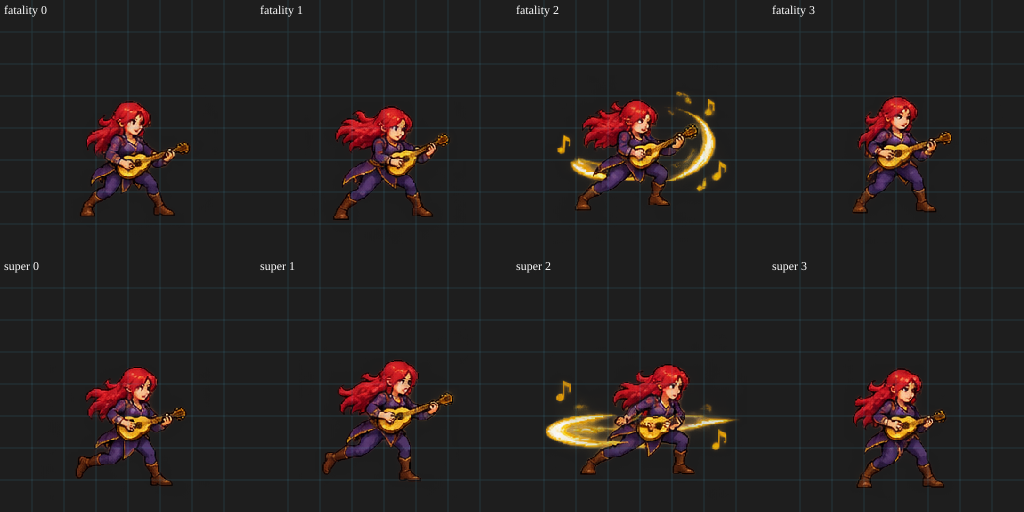 fatality 0
fatality 1
fatality 2
fatality 3
super 0
super 1
super 2
super 3